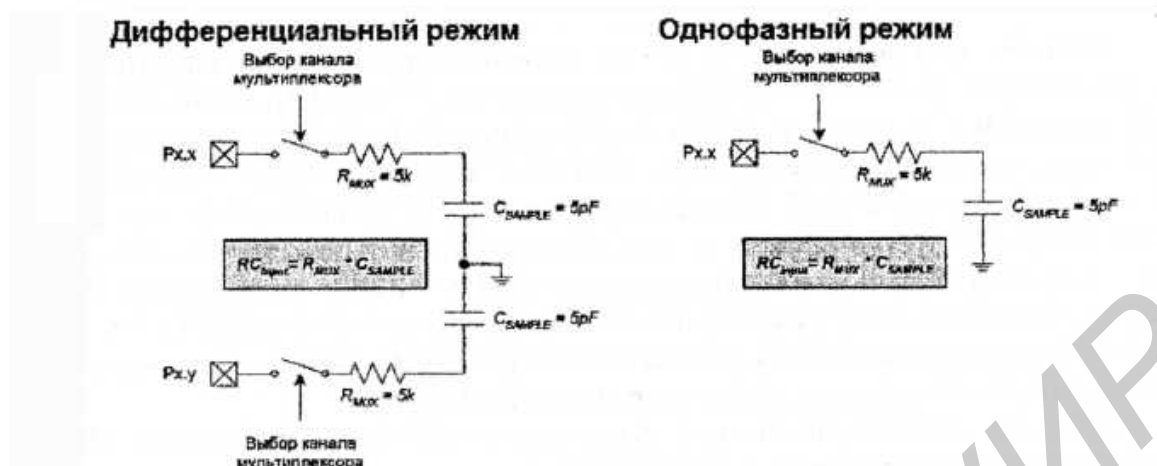 Дифференциальный режим
Выбор канала
мультиплексора
Px.x
R_MUX = 5k
C_SAMPLE = 5pF
RC_Input = R_MUX * C_SAMPLE
C_SAMPLE = 5pF
Px.y
R_MUX = 5k
Выбор канала
мультиплексора
Однофазный режим
Выбор канала
мультиплексора
Px.x
R_MUX = 5k
C_SAMPLE = 5pF
RC_Input = R_MUX * C_SAMPLE